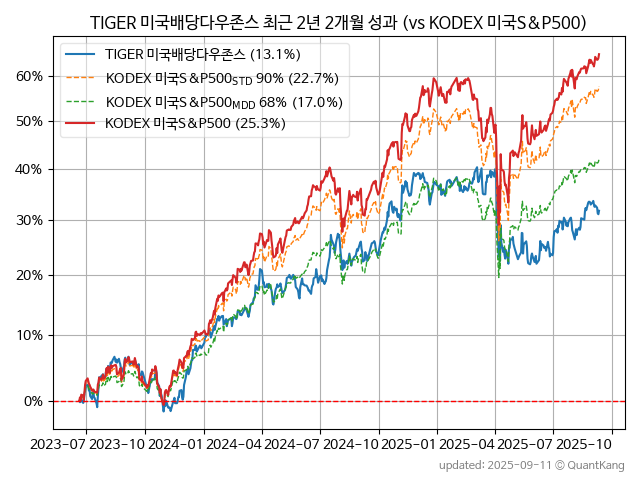 TIGER 미국배당다우존스 최근 2년 2개월 성과 (vs KODEX 미국S&P500)
TIGER 미국배당다우존스 (13.1%)
KODEX 미국S&P500STD 90% (22.7%)
KODEX 미국S&P500MDD 68% (17.0%)
KODEX 미국S&P500 (25.3%)
60%
50%
40%
30%
20%
10%
0%
2023-07 2023-10 2024-01 2024-04 2024-07 2024-10 2025-01 2025-04 2025-07 2025-10
updated: 2025-09-11 © QuantKang